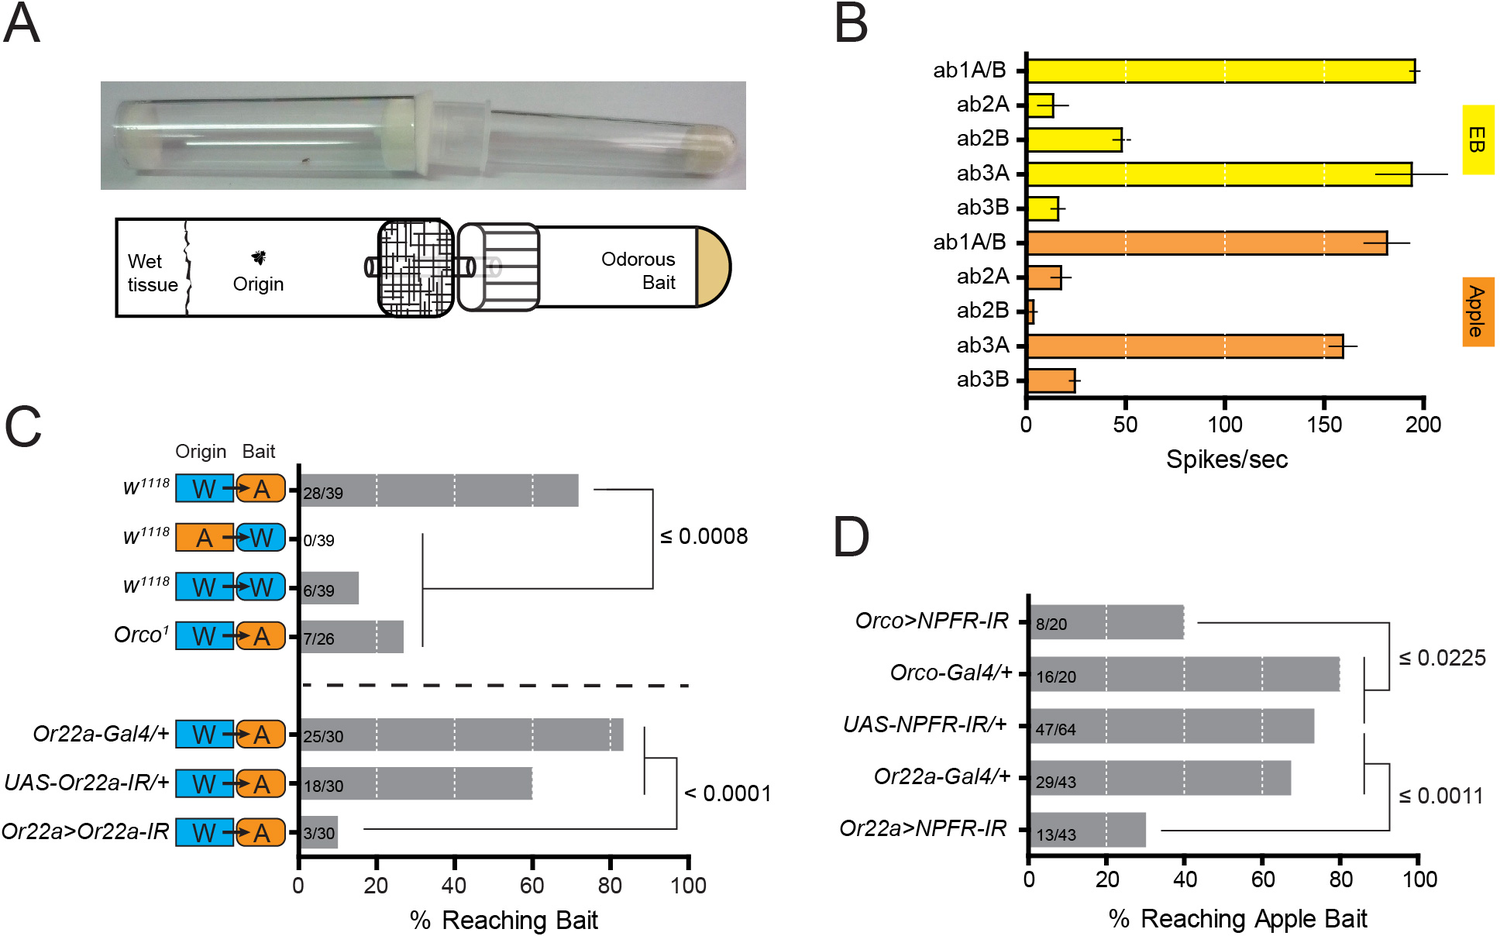 A
Wet
tissue
Origin
Odorous
Bait
B
ab1A/B
ab2A
ab2B
ab3A
ab3B
ab1A/B
ab2A
ab2B
ab3A
ab3B
EB
Apple
0 50 100 150 200
Spikes/sec
C
Origin Bait
w1118 W A 28/39
w1118 A W 0/39
w1118 W W 6/39
Orco1 W A 7/26
≤ 0.0008
Or22a-Gal4/+ W A 25/30
UAS-Or22a-IR/+ W A 18/30
Or22a>Or22a-IR W A 3/30
< 0.0001
0 20 40 60 80 100
% Reaching Bait
D
Orco>NPFR-IR 8/20
Orco-Gal4/+ 16/20
UAS-NPFR-IR/+ 47/64
Or22a-Gal4/+ 29/43
Or22a>NPFR-IR 13/43
≤ 0.0225
≤ 0.0011
0 20 40 60 80 100
% Reaching Apple Bait